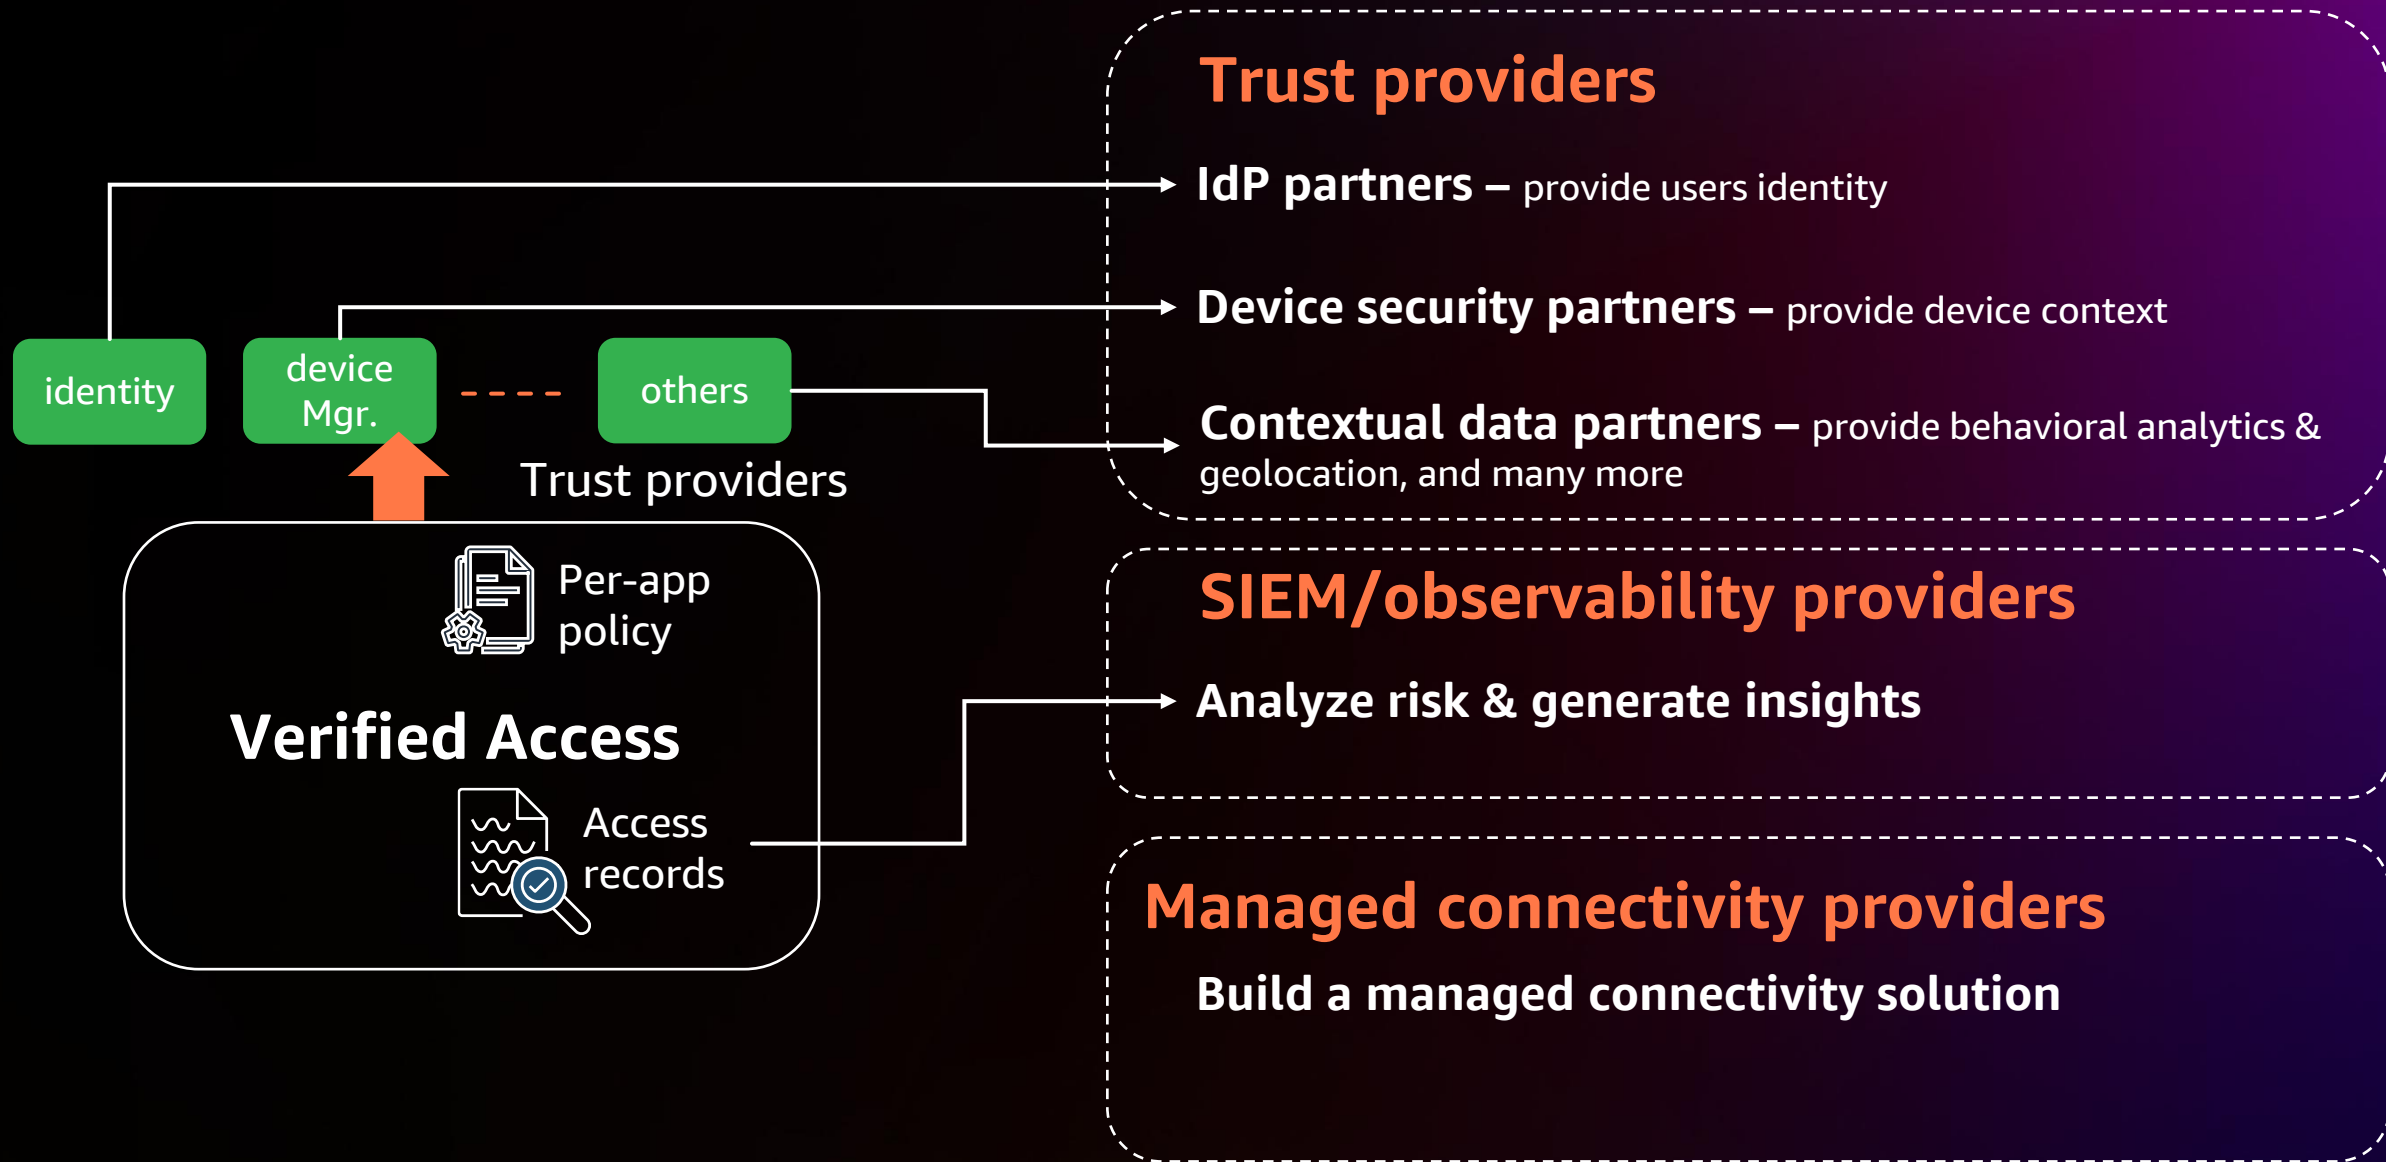 Trust providers
IdP partners – provide users identity
Device security partners – provide device context
Contextual data partners – provide behavioral analytics &
geolocation, and many more
identity
device
Mgr.
others
Trust providers
Per-app
policy
Verified Access
Access
records
SIEM/observability providers
Analyze risk & generate insights
Managed connectivity providers
Build a managed connectivity solution